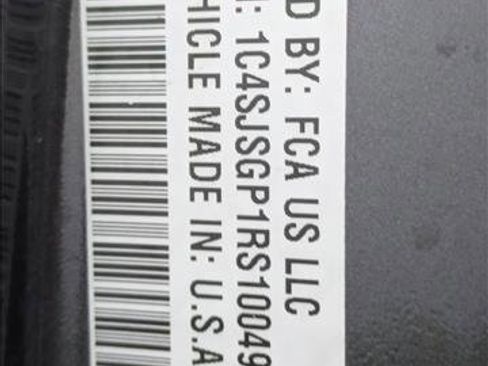 D BY: FCA US LLC
: 1C4SJSGP1RS10049
HICLE MADE IN: U.S.A